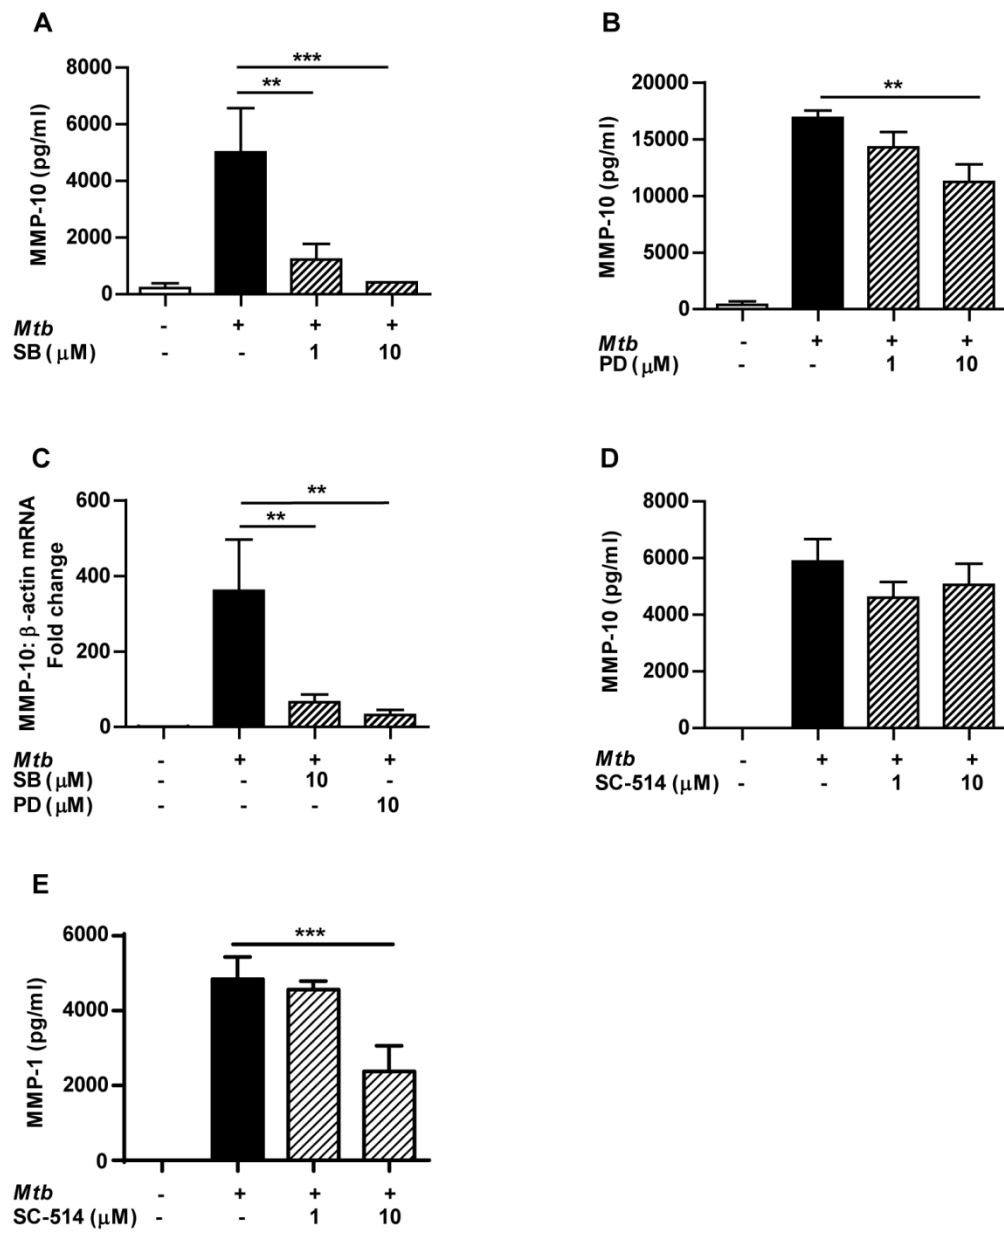 A
MMP-10 (pg/ml)
8000
6000
4000
2000
0
***
**
Mtb - + + +
SB (μM) - - 1 10
B
MMP-10 (pg/ml)
20000
15000
10000
5000
0
**
Mtb - + + +
PD (μM) - - 1 10
C
MMP-10: β-actin mRNA
Fold change
600
400
200
0
**
**
Mtb - + + +
SB (μM) - - 10 -
PD (μM) - - - 10
D
MMP-10 (pg/ml)
8000
6000
4000
2000
0
Mtb - + + +
SC-514 (μM) - - 1 10
E
MMP-1 (pg/ml)
6000
4000
2000
0
***
Mtb - + + +
SC-514 (μM) - - 1 10